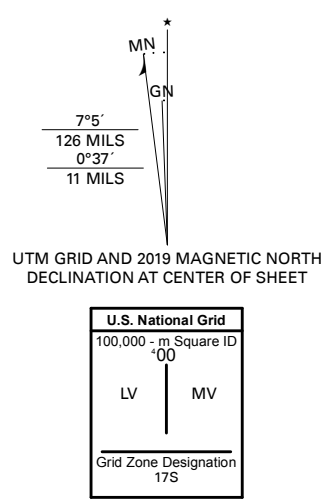 ★
MN
GN
7°5´
126 MILS
0°37´
11 MILS
UTM GRID AND 2019 MAGNETIC NORTH
DECLINATION AT CENTER OF SHEET
U.S. National Grid
100,000 - m Square ID
⁴00
LV MV
Grid Zone Designation
17S